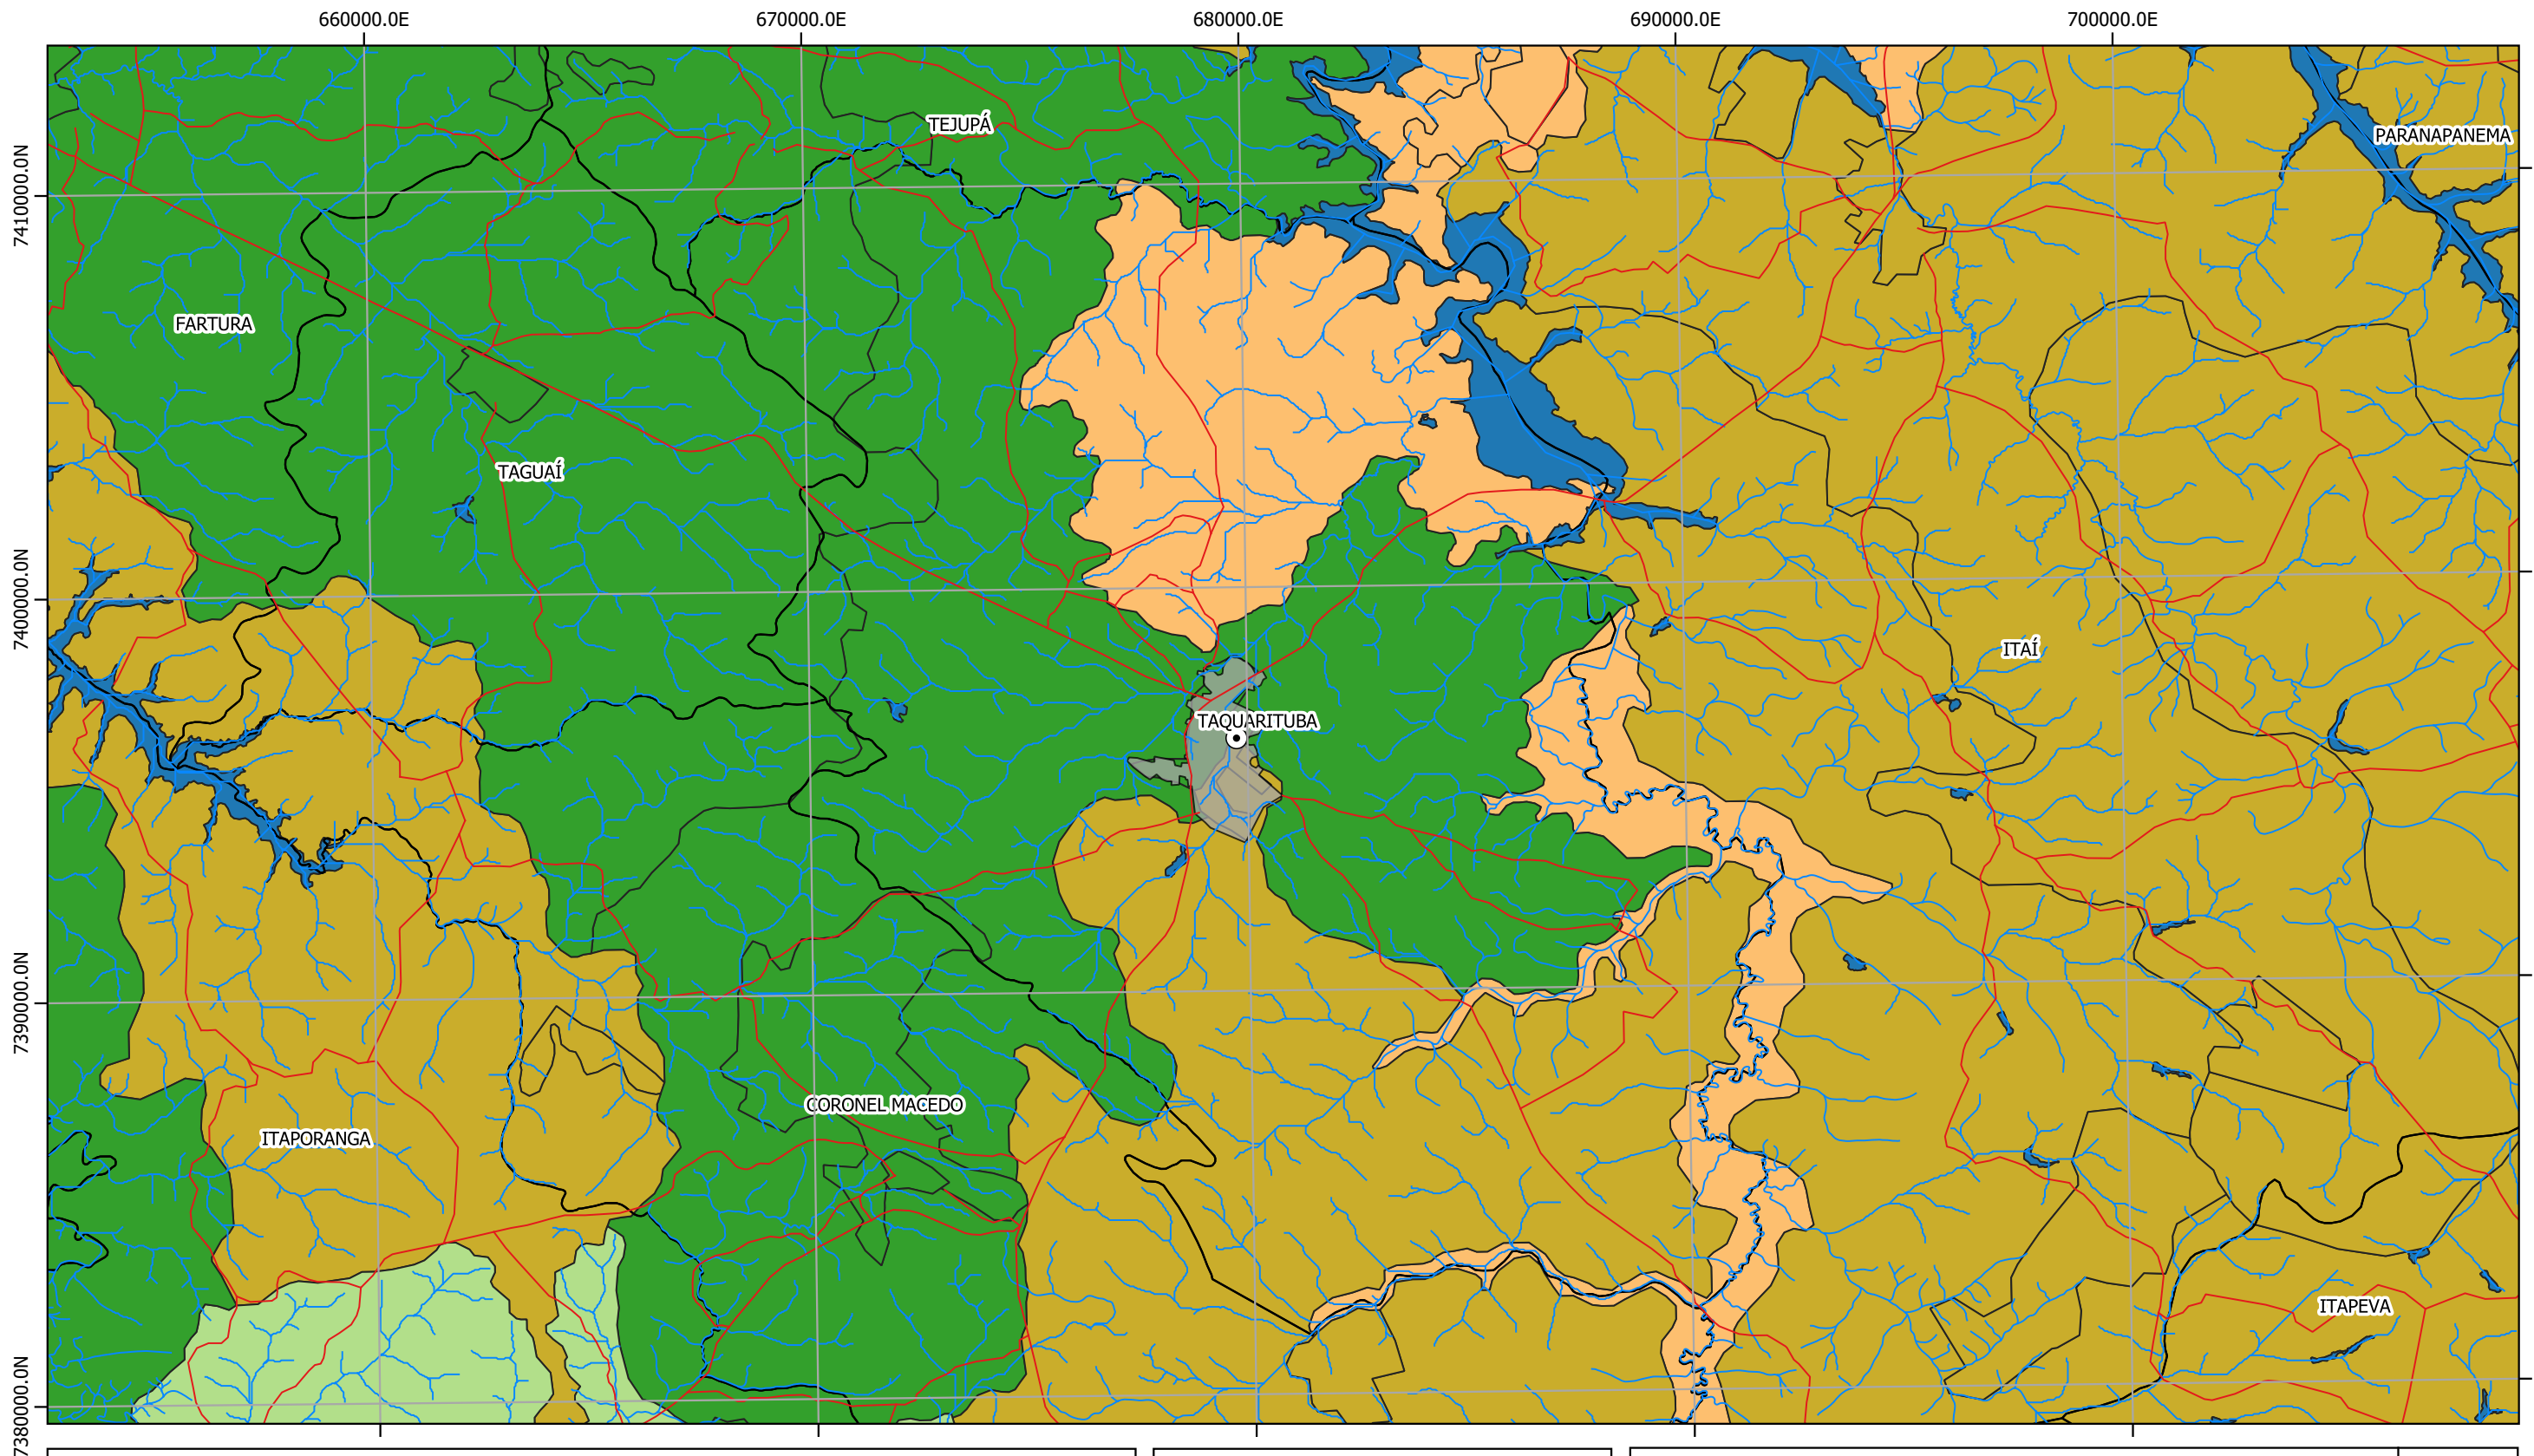 660000.0E 670000.0E 680000.0E 690000.0E 700000.0E
TEJUPÁ
PARANAPANEMA
7410000.0N
FARTURA
TAGUAÍ
7400000.0N
ITAÍ
TAQUARITUBA
7390000.0N
CORONEL MACEDO
ITAPORANGA
ITAPEVA
7380000.0N